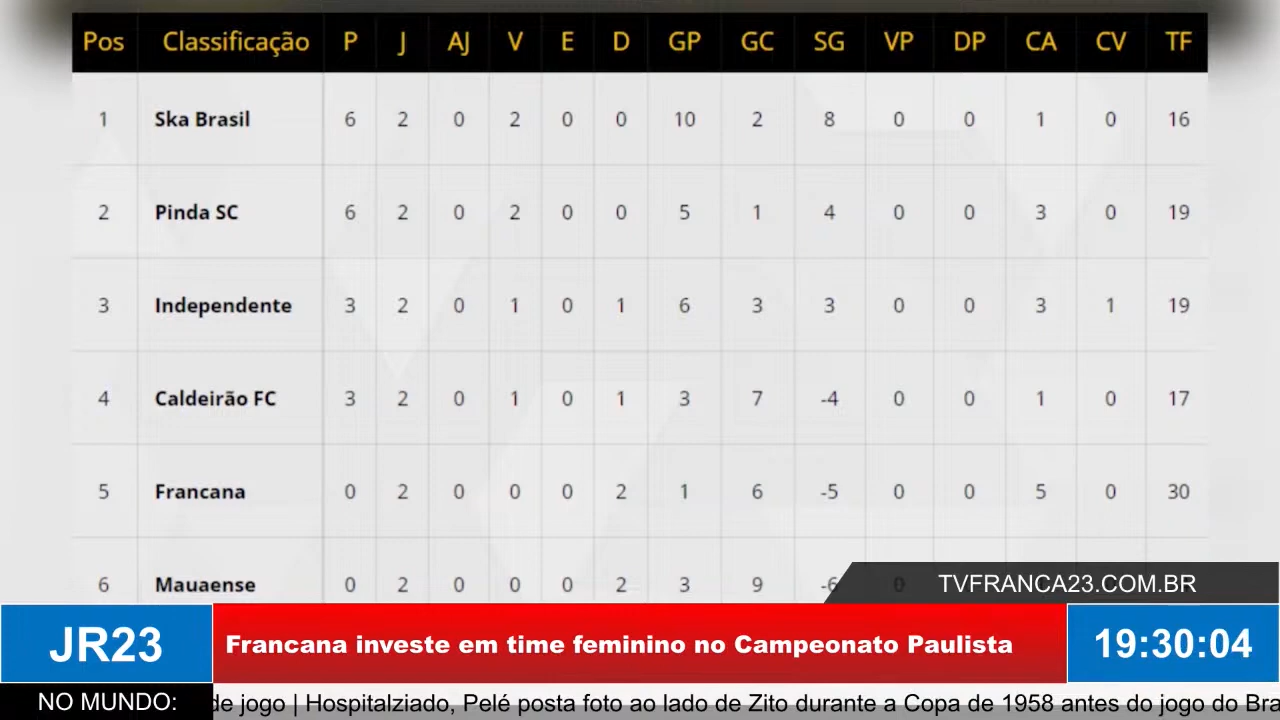 Pos Classificação P J AJ V E D GP GC SG VP DP CA CV TF
1 Ska Brasil 6 2 0 2 0 0 10 2 8 0 0 1 0 16
2 Pinda SC 6 2 0 2 0 0 5 1 4 0 0 3 0 19
3 Independente 3 2 0 1 0 1 6 3 3 0 0 3 1 19
4 Caldeirão FC 3 2 0 1 0 1 3 7 -4 0 0 1 0 17
5 Francana 0 2 0 0 0 2 1 6 -5 0 0 5 0 30
6 Mauaense 0 2 0 0 0 2 3 9 -6 0
TVFRANCA23.COM.BR
JR23 Francana investe em time feminino no Campeonato Paulista 19:30:04
NO MUNDO: de jogo | Hospitalziado, Pelé posta foto ao lado de Zito durante a Copa de 1958 antes do jogo do Bra